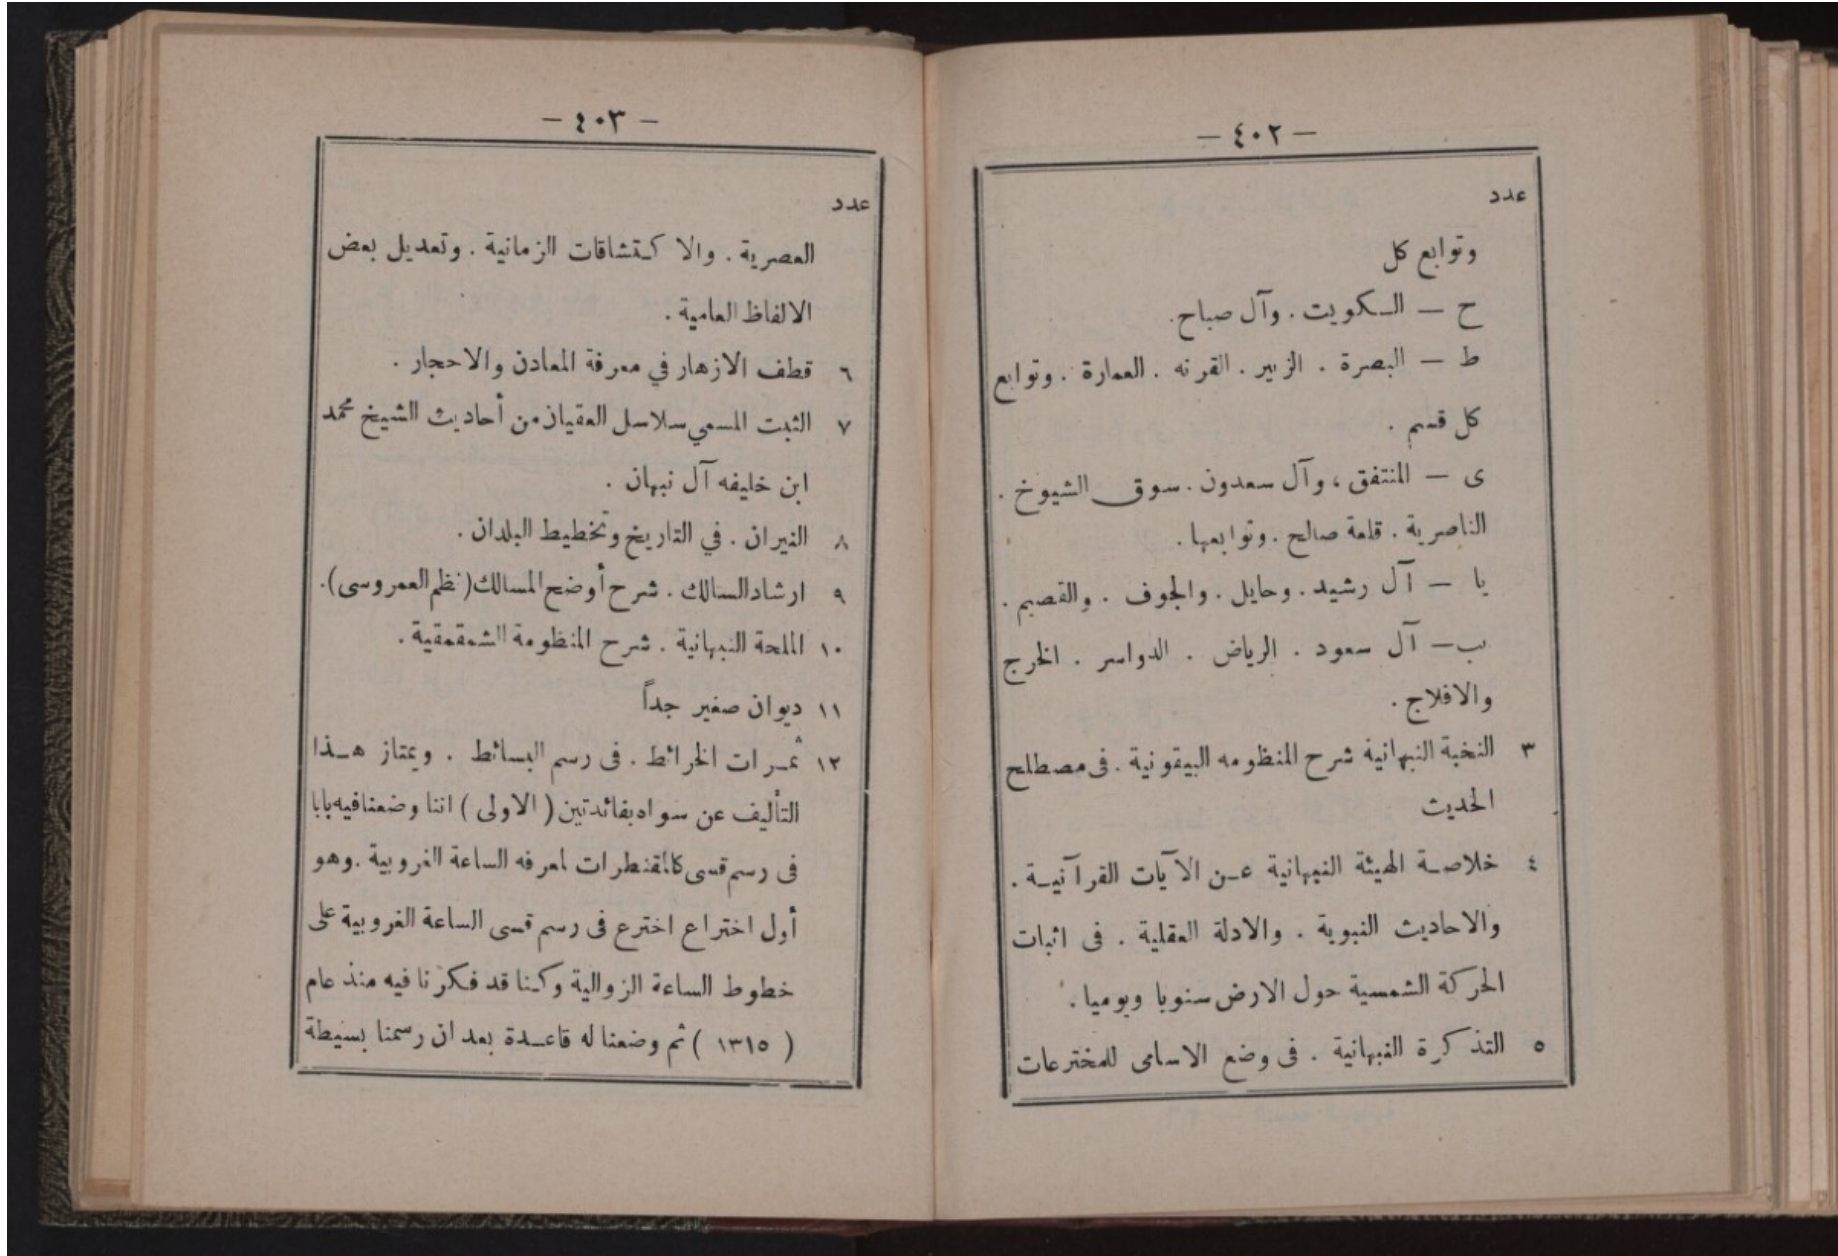 — ٤٠٢ —
عدد
وتوابع كل
ح — الكويت . وآل صباح .
ط — البصرة . الزبير . القرنه . العمارة . وتوابع
كل قسم .
ى — المنتفق ، وآل سعدون . سوق الشيوخ .
الناصرية . قلعة صالح . وتوابعها .
يا — آل رشيد . وحايل . والجوف . والقصيم .
يب — آل سعود . الرياض . الدواسر . الخرج
والافلاج .
٣ النخبة النبهانية شرح المنظومه البيقونية . فى مصطلح
الحديث
٤ خلاصة الهيئة النبهانية عن الآيات القرآنية .
والاحاديث النبوية . والادلة العقلية . فى اثبات
الحركة الشمسية حول الارض سنويا ويوميا .
٥ التذكرة النبهانية . فى وضع الاسامى للمخترعات
— ٤٠٣ —
عدد
العصرية . والاكتشاقات الزمانية . وتعديل بعض
الالفاظ العامية .
٦ قطف الازهار في معرفة المعادن والاحجار .
٧ الثبت المسمي سلاسل العقيان من أحاديث الشيخ محمد
ابن خليفه آل نبهان .
٨ النيران . في التاريخ وتخطيط البلدان .
٩ ارشاد السالك . شرح أوضح المسالك ( نظم العمروسى ) .
١٠ الملحة النبهانية . شرح المنظومة الشمقمقية .
١١ ديوان صغير جداً
١٢ ثمرات الخرائط . فى رسم البسائط . ويمتاز هذا
التأليف عن سواه بفائدتين ( الاولى ) اننا وضعنا فيه بابا
فى رسم قسى كالمقنطرات لمعرفه الساعة الغروبية . وهو
أول اختراع اخترع فى رسم قسى الساعة الغروبية على
خطوط الساعة الزوالية وكنا قد فكرنا فيه منذ عام
( ١٣١٥ ) ثم وضعنا له قاعدة بعد ان رسمنا بسيطة